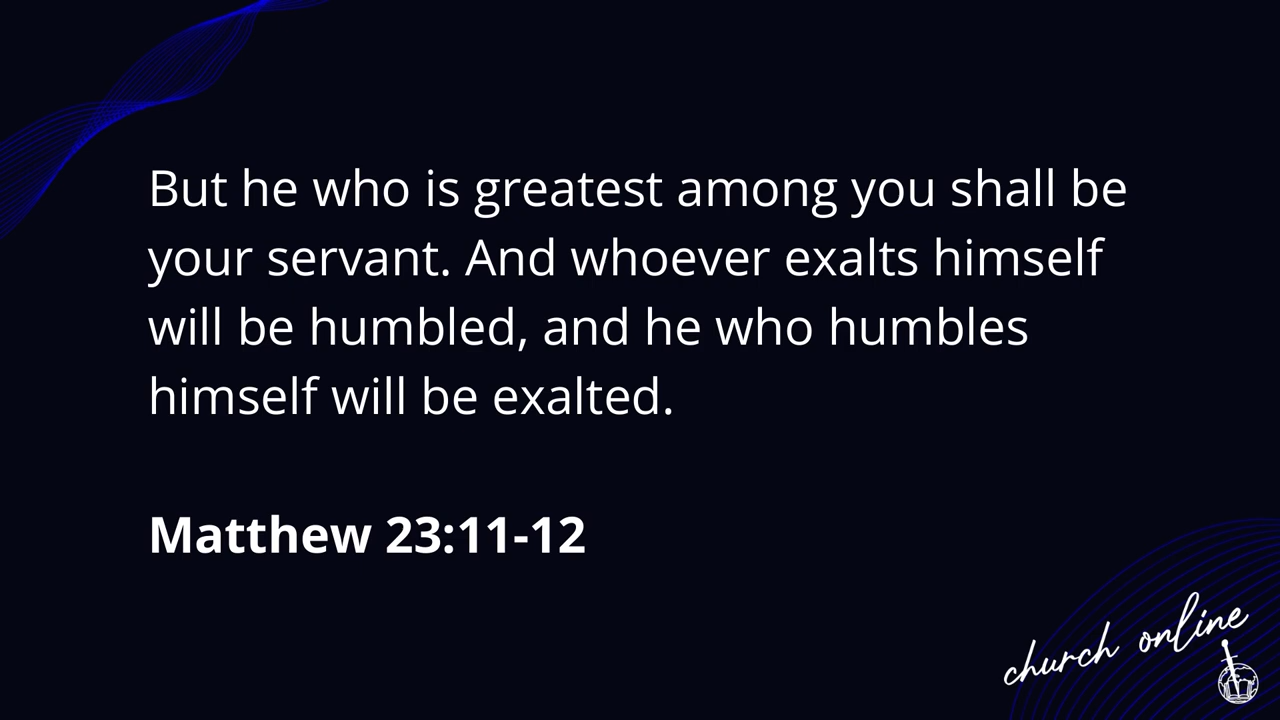 But he who is greatest among you shall be
your servant. And whoever exalts himself
will be humbled, and he who humbles
himself will be exalted.
Matthew 23:11-12
church online